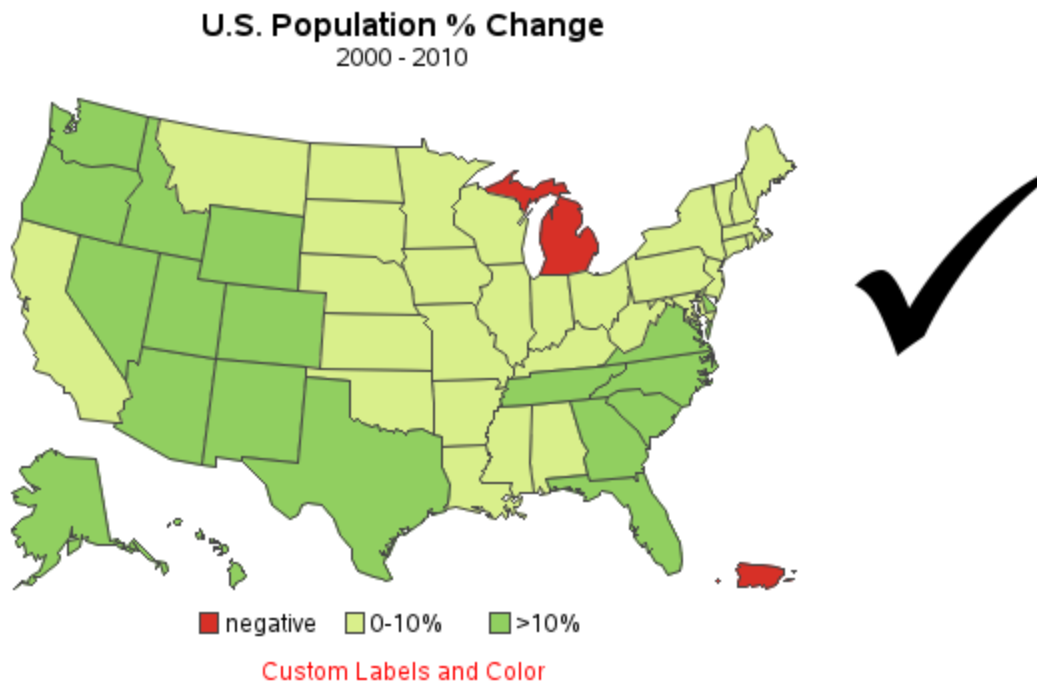 U.S. Population % Change
2000 - 2010
negative 0-10% >10%
Custom Labels and Color